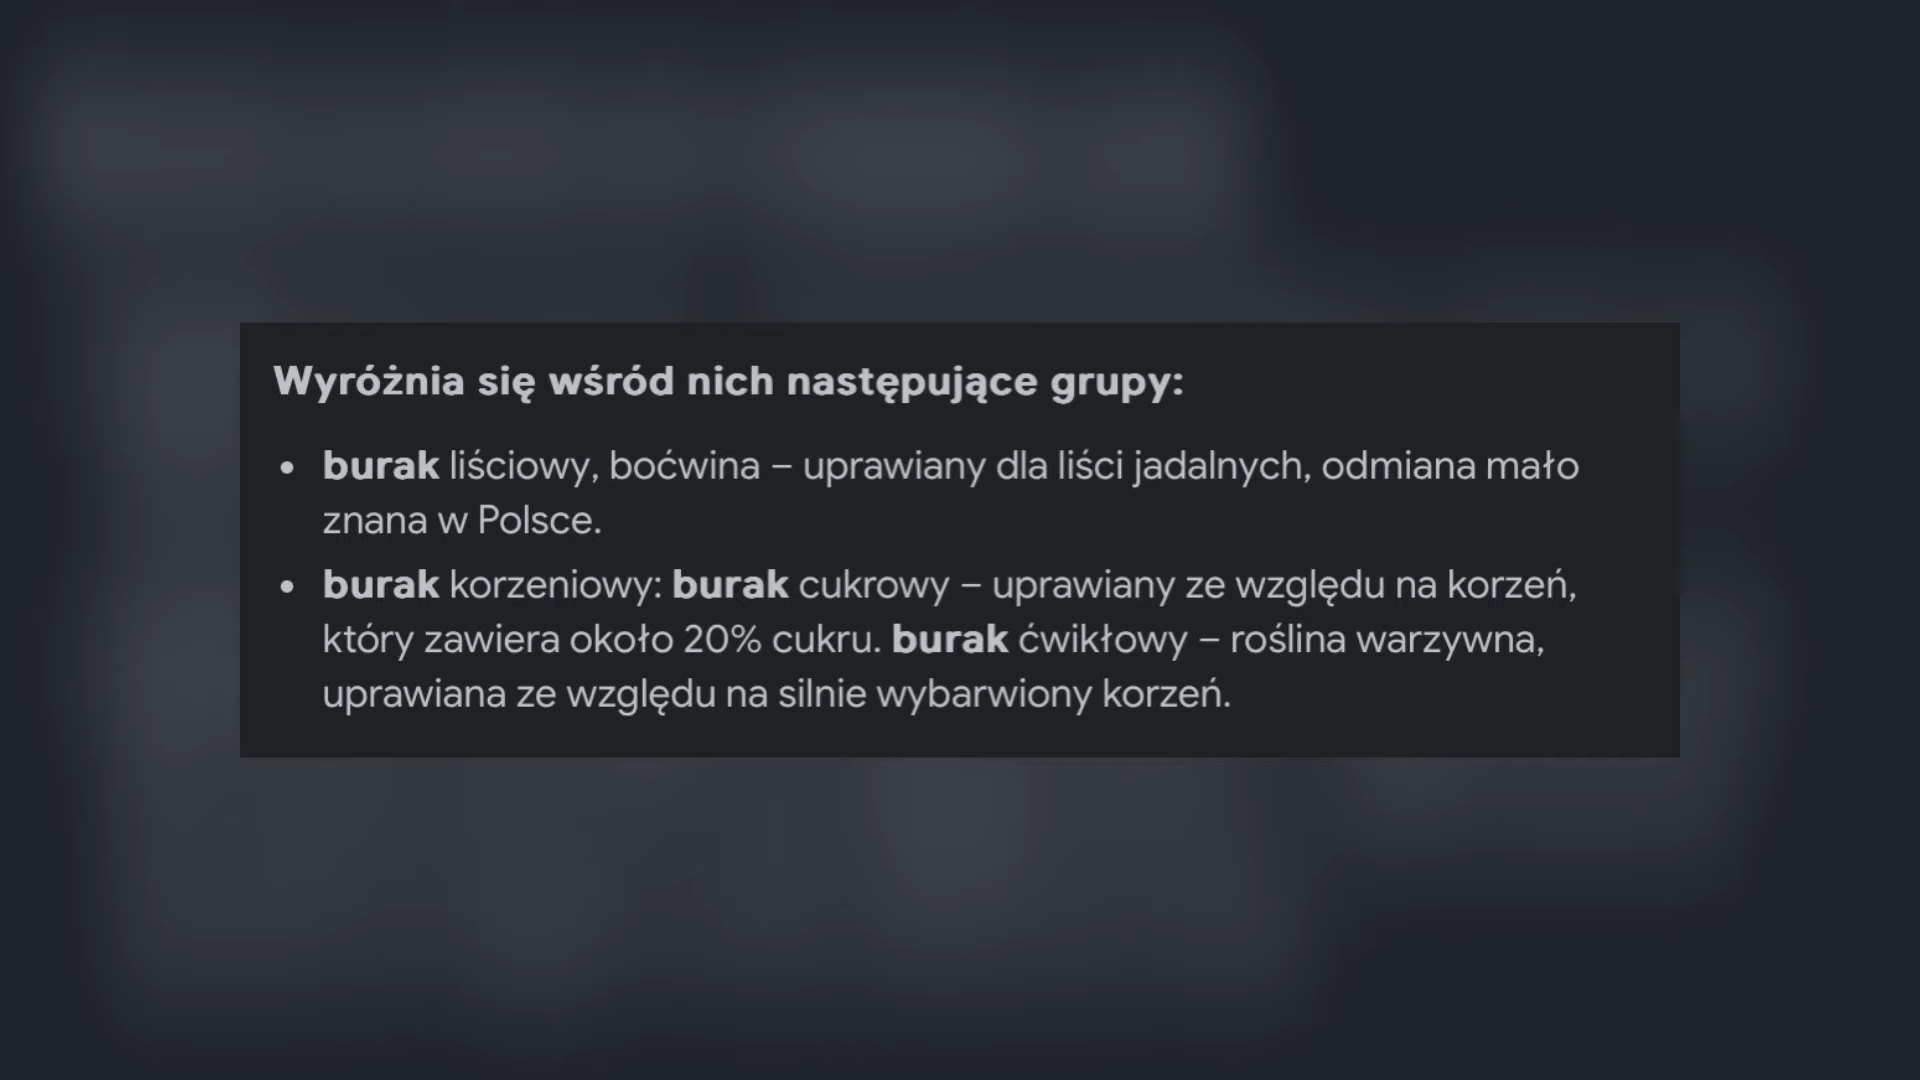 Wyróżnia się wśród nich następujące grupy:
• burak liściowy, boćwina – uprawiany dla liści jadalnych, odmiana mało
znana w Polsce.
• burak korzeniowy: burak cukrowy – uprawiany ze względu na korzeń,
który zawiera około 20% cukru. burak ćwikłowy – roślina warzywna,
uprawiana ze względu na silnie wybarwiony korzeń.